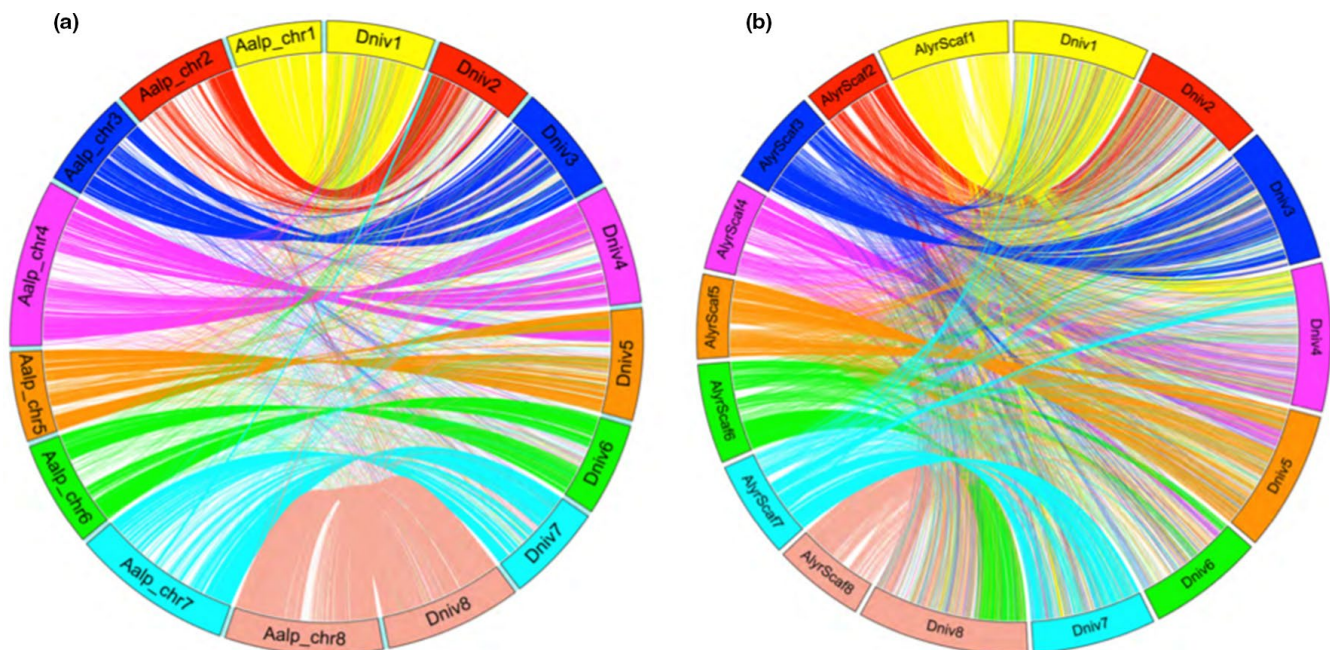 (a)
Aalp_chr1
Aalp_chr2
Aalp_chr3
Aalp_chr4
Aalp_chr5
Aalp_chr6
Aalp_chr7
Aalp_chr8
Dniv1
Dniv2
Dniv3
Dniv4
Dniv5
Dniv6
Dniv7
Dniv8
(b)
AlyrScaf1
AlyrScaf2
AlyrScaf3
AlyrScaf4
AlyrScaf5
AlyrScaf6
AlyrScaf7
AlyrScaf8
Dniv1
Dniv2
Dniv3
Dniv4
Dniv5
Dniv6
Dniv7
Dniv8